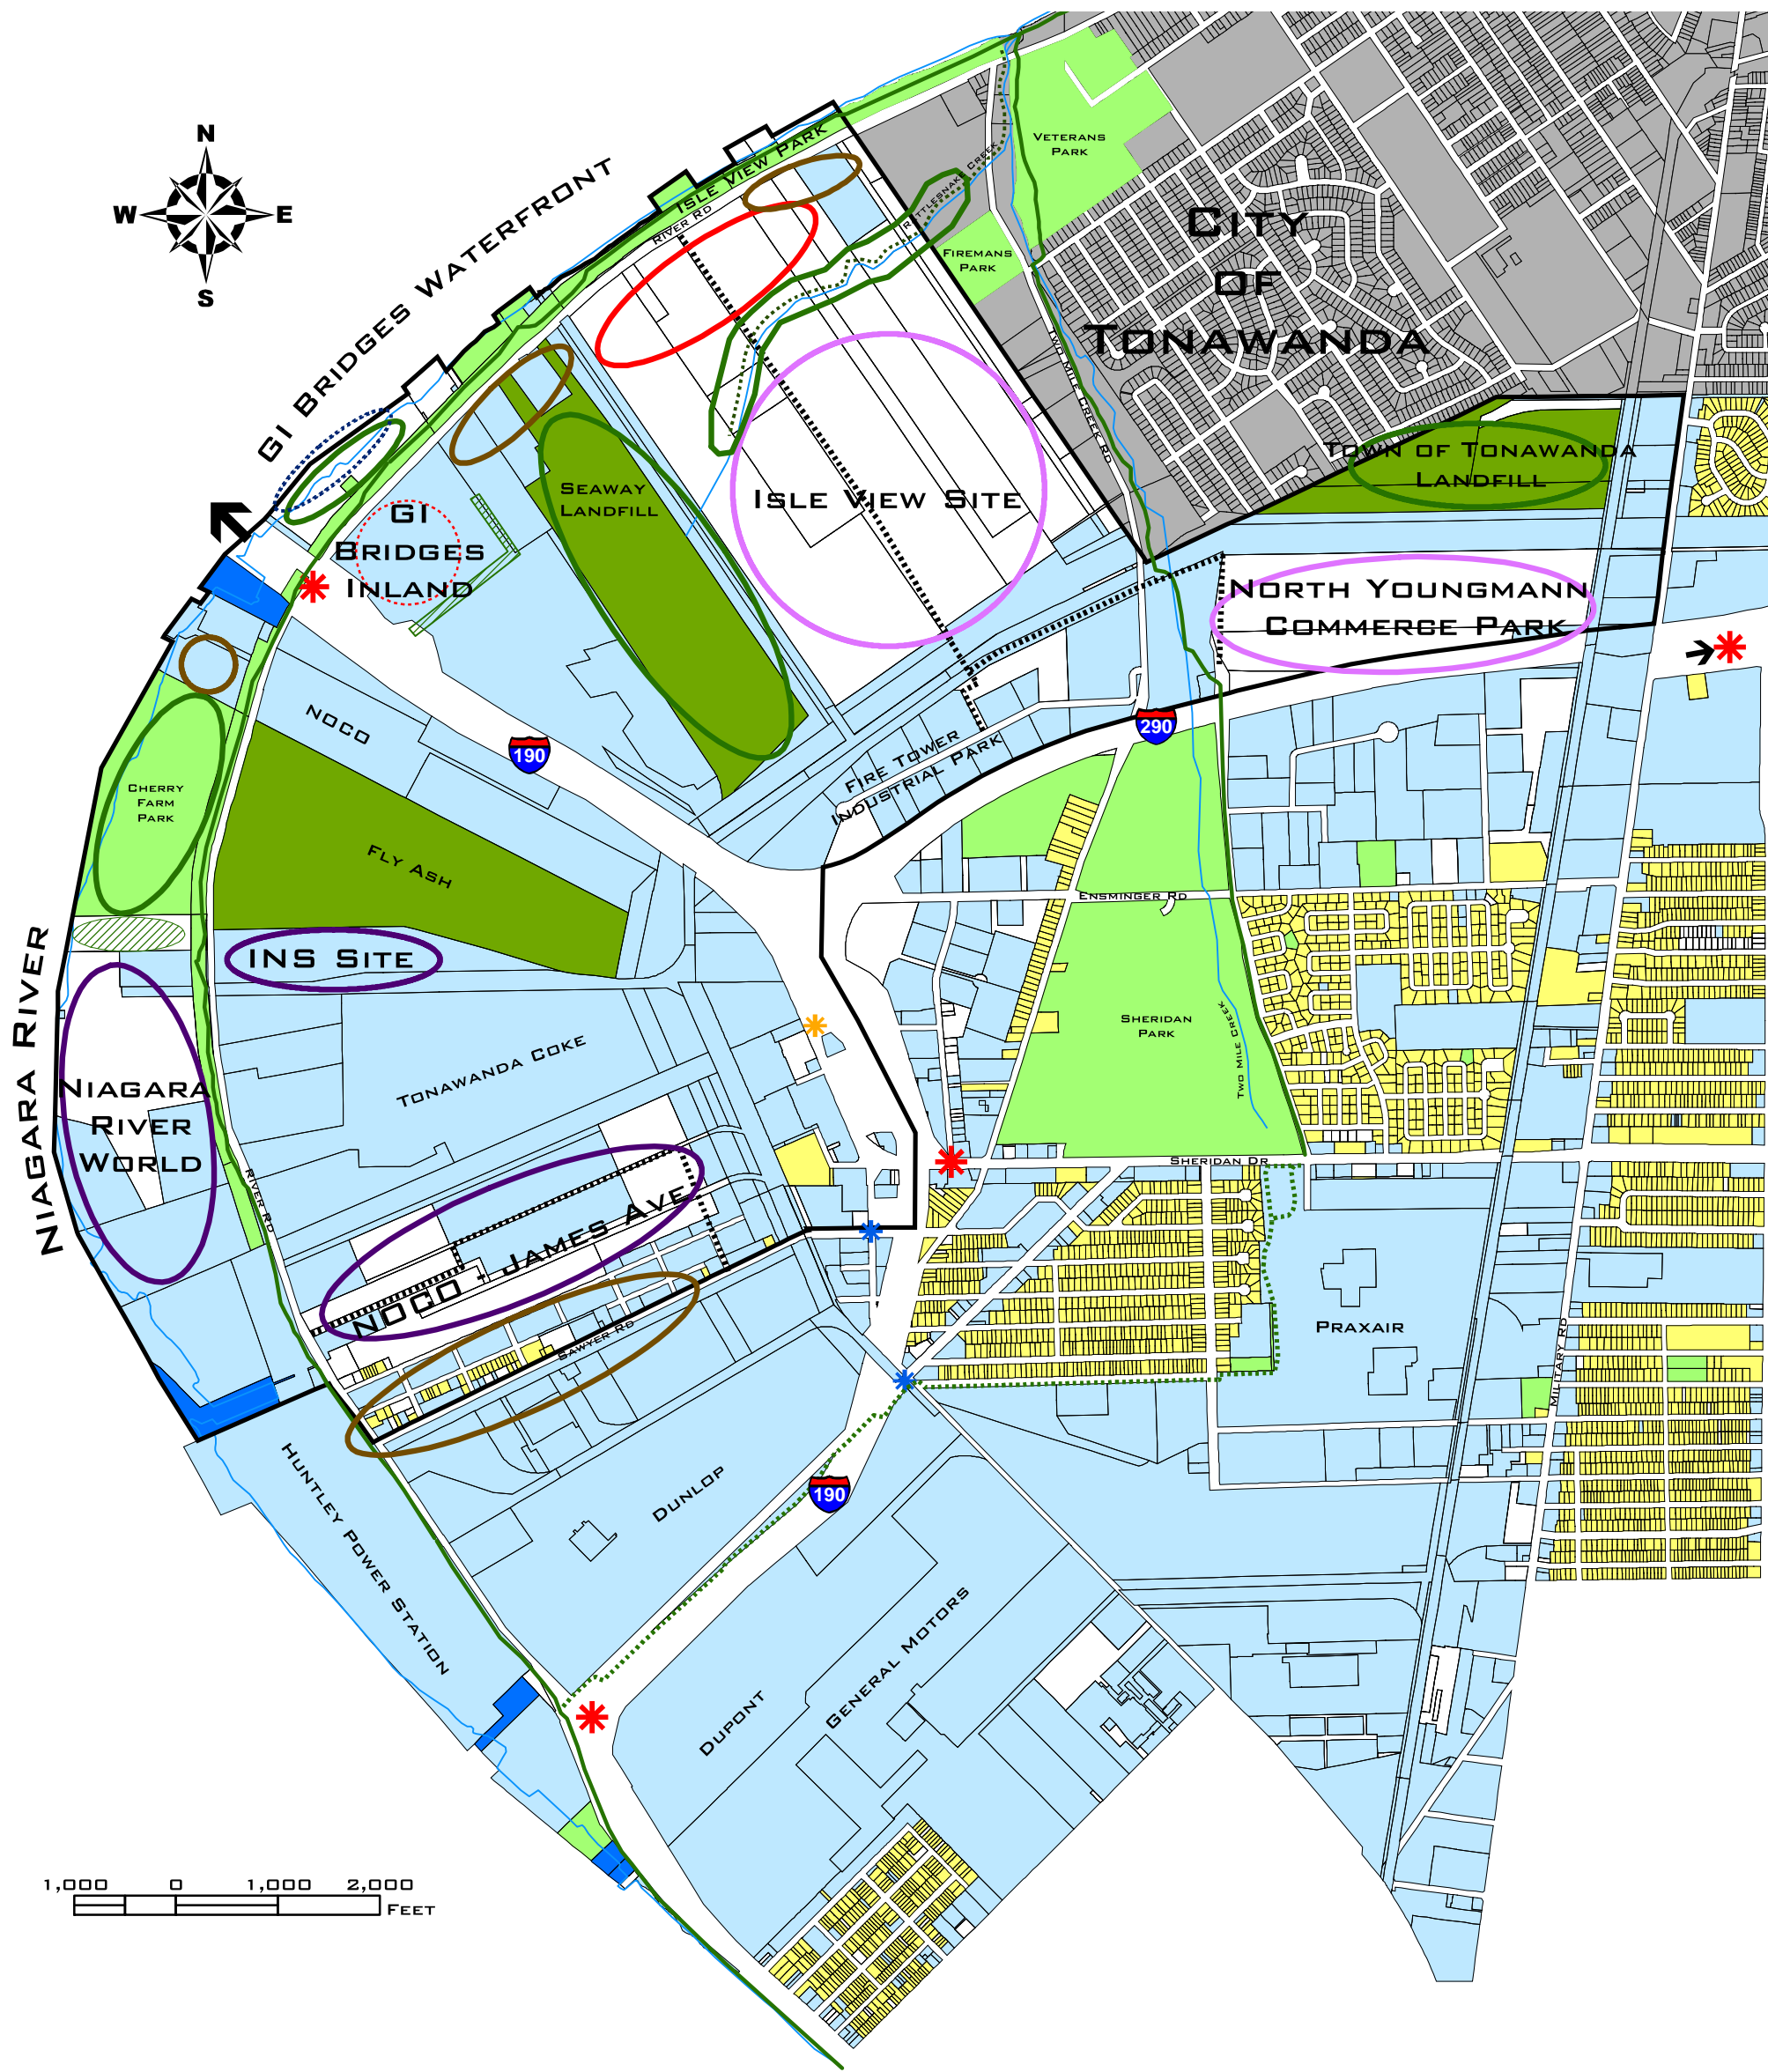 N
W
E
S
GI Bridges Waterfront
Isle View Park
River Rd
Rattlesnake Creek
Veterans
Park
Firemans
Park
City
of
Tonawanda
Two Mile Creek Rd
Town of Tonawanda
Landfill
Seaway
Landfill
Isle View Site
GI
Bridges
Inland
North Youngmann
Commerce Park
NOCO
190
290
Fire Tower
Industrial Park
Cherry
Farm
Park
Fly Ash
Ensminger Rd
INS Site
Niagara River
Sheridan
Park
Two Mile Creek
Tonawanda Coke
Niagara
River
World
River Rd
Sheridan Dr
NOCO - James Ave
Sawyer Rd
Praxair
Military Rd
Huntley Power Station
Dunlop
190
General Motors
Dupont
1,000
0
1,000
2,000
Feet